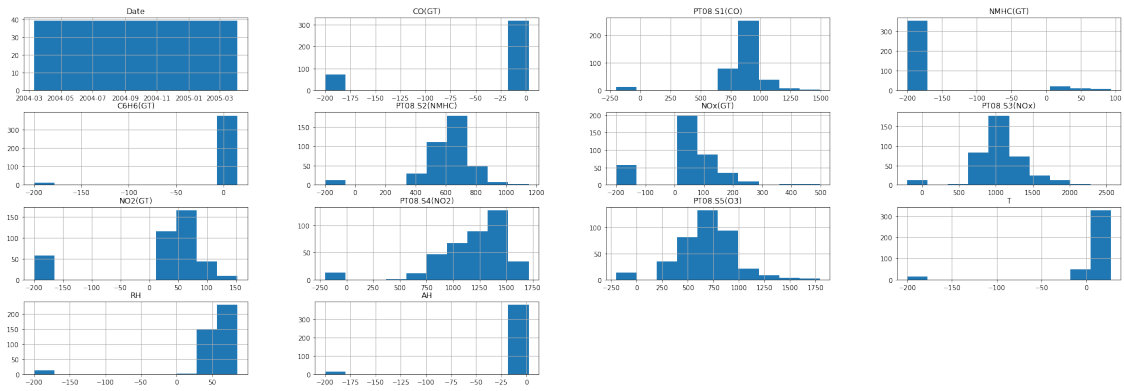 Date CO(GT) PT08.S1(CO) NMHC(GT)
40 300 200 300
30 200 200
20 100 100
10 100
0 0 0 0
2004-03 2004-05 2004-07 2004-09 2004-11 2005-01 2005-03
−200 −175 −150 −125 −100 −75 −50 −25 0
−250 0 250 500 750 1000 1250 1500
−200 −150 −100 −50 0 50 100
C6H6(GT) PT08.S2(NMHC) NOx(GT) PT08.S3(NOx)
300 150 200 150
200 100 150 100
100 50 100 50
0 0 50 0
0
−200 −150 −100 −50 0
−200 0 200 400 600 800 1000 1200
−200 −100 0 100 200 300 400 500
0 500 1000 1500 2000 2500
NO2(GT) PT08.S4(NO2) PT08.S5(O3) T
150 150 100 300
100 100 50 200
50 50 0 100
0 0 0
−200 −150 −100 −50 0 50 100 150
−250 0 250 500 750 1000 1250 1500 1750
−250 0 250 500 750 1000 1250 1500 1750
−200 −150 −100 −50 0
RH AH
200 300
150 200
100 100
50 0
0
−200 −150 −100 −50 0 50
−200 −175 −150 −125 −100 −75 −50 −25 0